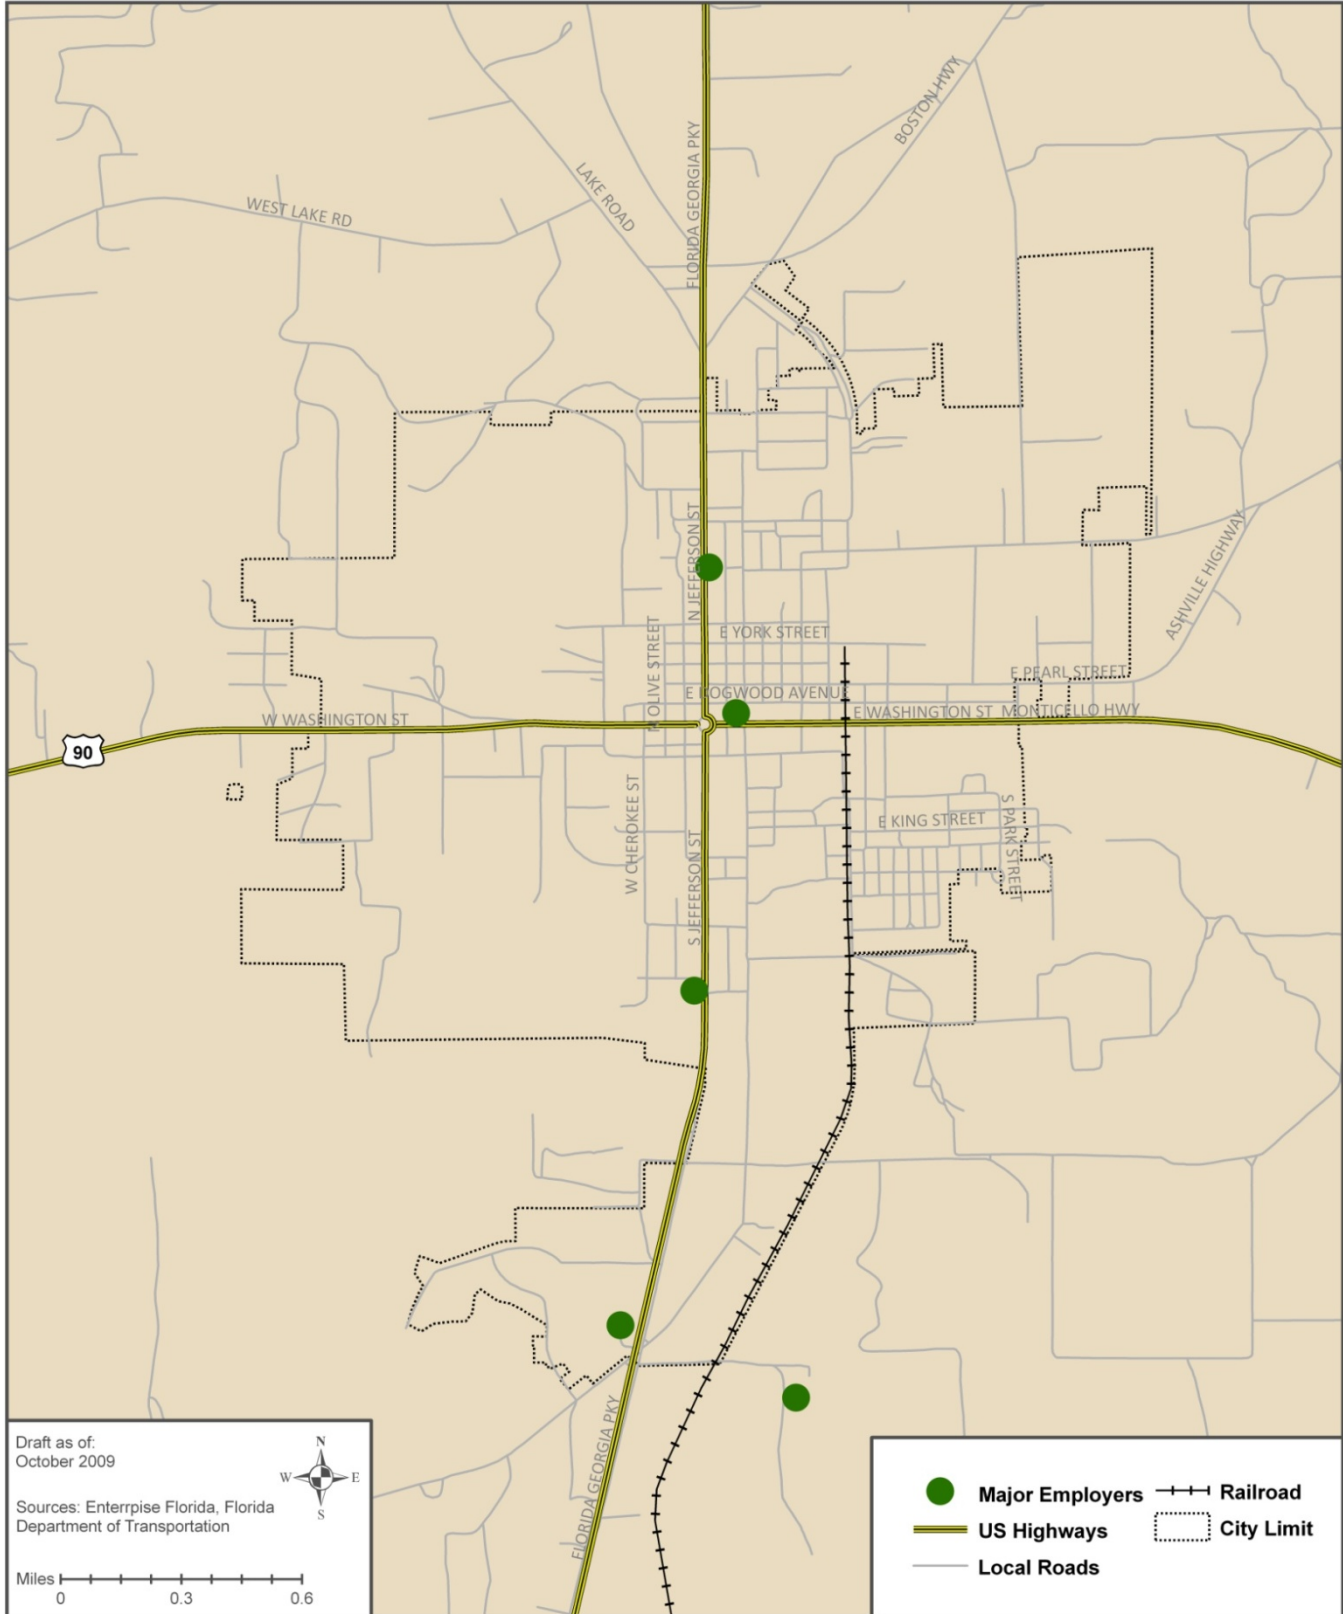 BOSTON HWY
FLORIDA GEORGIA PKY
LAKE ROAD
WEST LAKE RD
N JEFFERSON ST
ASHVILLE HIGHWAY
N OLIVE STREET
E YORK STREET
E PEARL STREET
E DOGWOOD AVENUE
W WASHINGTON ST
E WASHINGTON ST
MONTICELLO HWY
90
W CHEROKEE ST
S JEFFERSON ST
E KING STREET
S PARK STREET
FLORIDA GEORGIA PKY
Draft as of:
October 2009
Sources: Enterrpise Florida, Florida
Department of Transportation
N
W
E
S
Miles
0
0.3
0.6
Major Employers
Railroad
US Highways
City Limit
Local Roads